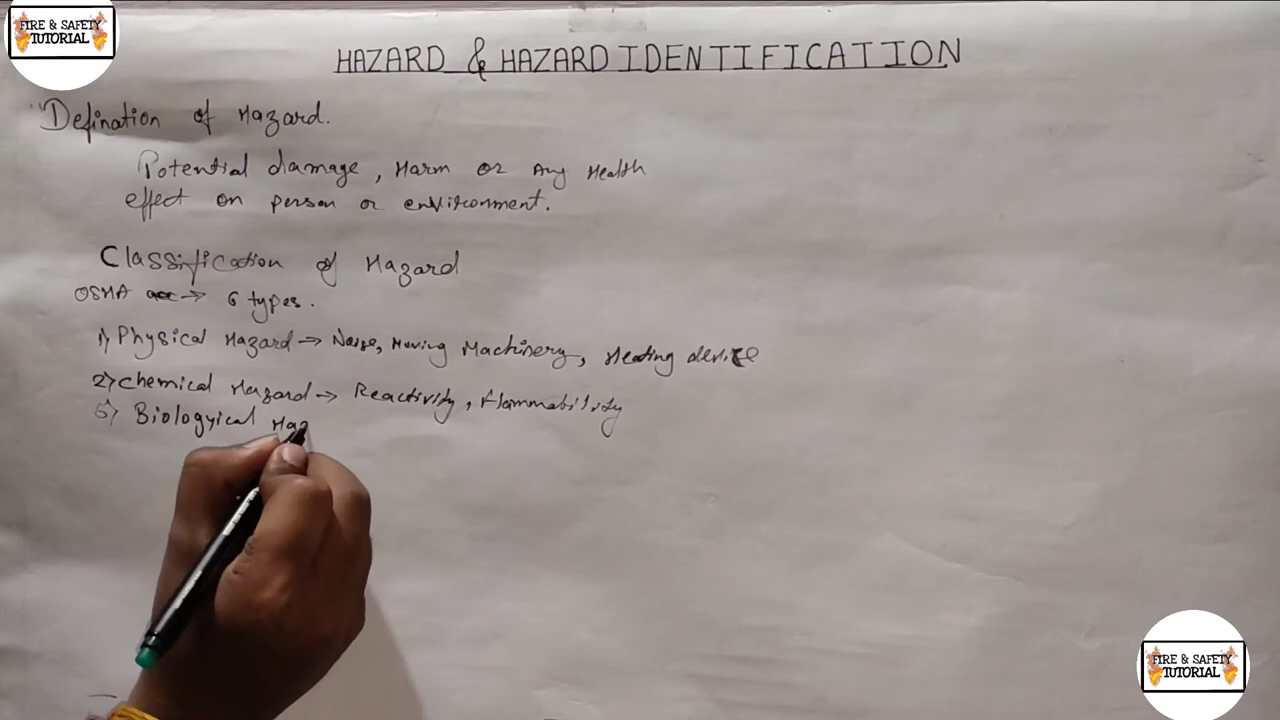 FIRE & SAFETY
TUTORIAL
HAZARD & HAZARD IDENTIFICATION
Defination of Hazard.
Potential damage, Harm or Any Health
effect on person or environment.
Classification of Hazard
OSHA → 6 types.
1) Physical Hazard → Noise, Moving Machinery, Heating device
2) Chemical Hazard → Reactivity, Flammability
3) Biologyical Haz
FIRE & SAFETY
TUTORIAL